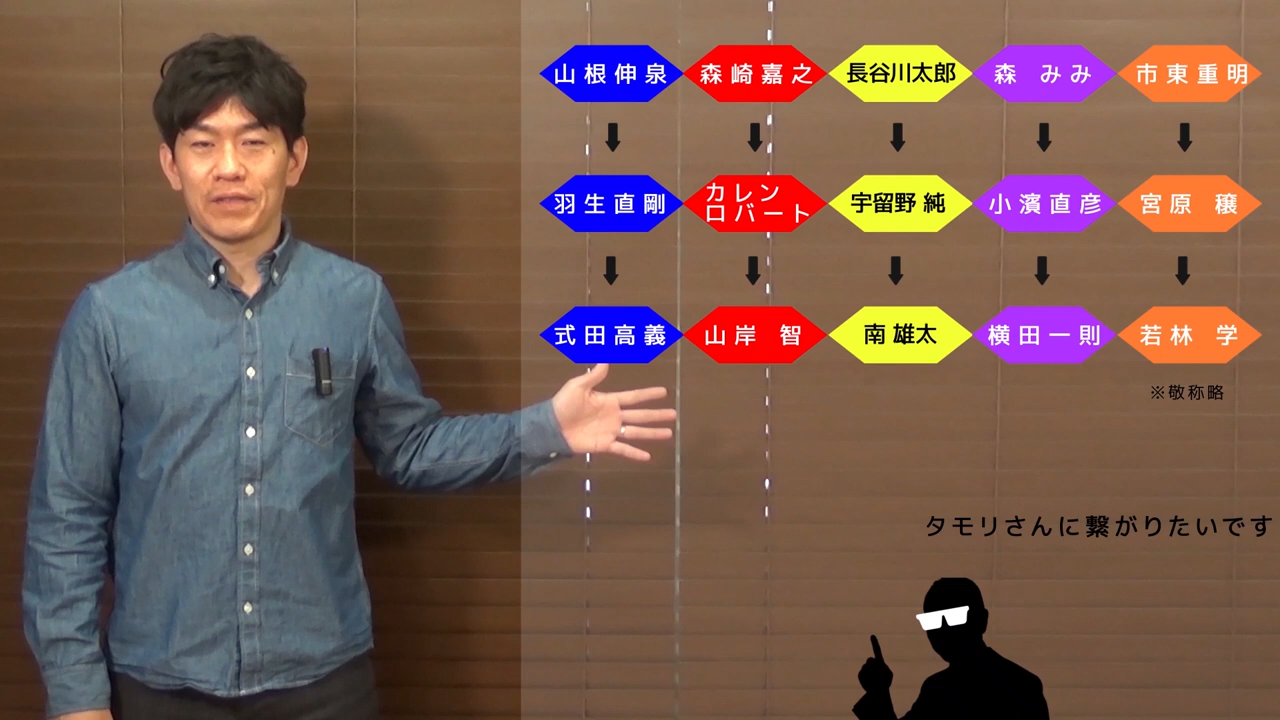 山根伸泉 森崎嘉之 長谷川太郎 森 みみ 市東重明
羽生直剛 カレン ロバート 宇留野 純 小濱直彦 宮原 穣
式田高義 山岸 智 南 雄太 横田一則 若林 学
※敬称略
タモリさんに繋がりたいです